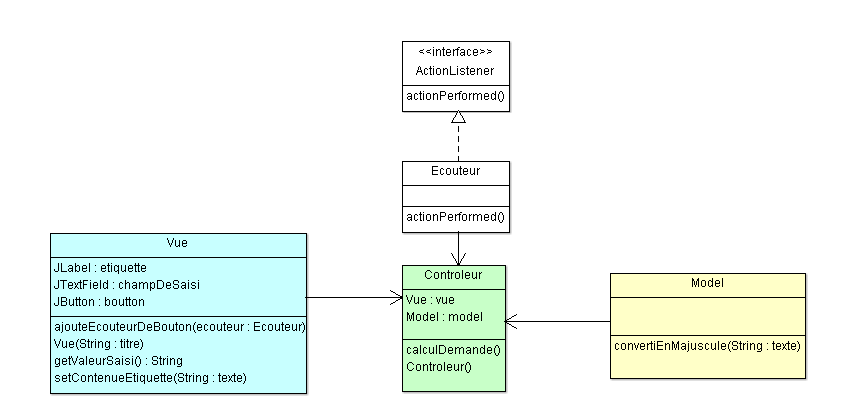 <<interface>>
ActionListener
actionPerformed()
Ecouteur
actionPerformed()
Vue
JLabel : etiquette
JTextField : champDeSaisi
JButton : boutton
ajouteEcouteurDeBouton(ecouteur : Ecouteur)
Vue(String : titre)
getValeurSaisi() : String
setContenueEtiquette(String : texte)
Controleur
Vue : vue
Model : model
calculDemande()
Controleur()
Model
convertiEnMajuscule(String : texte)